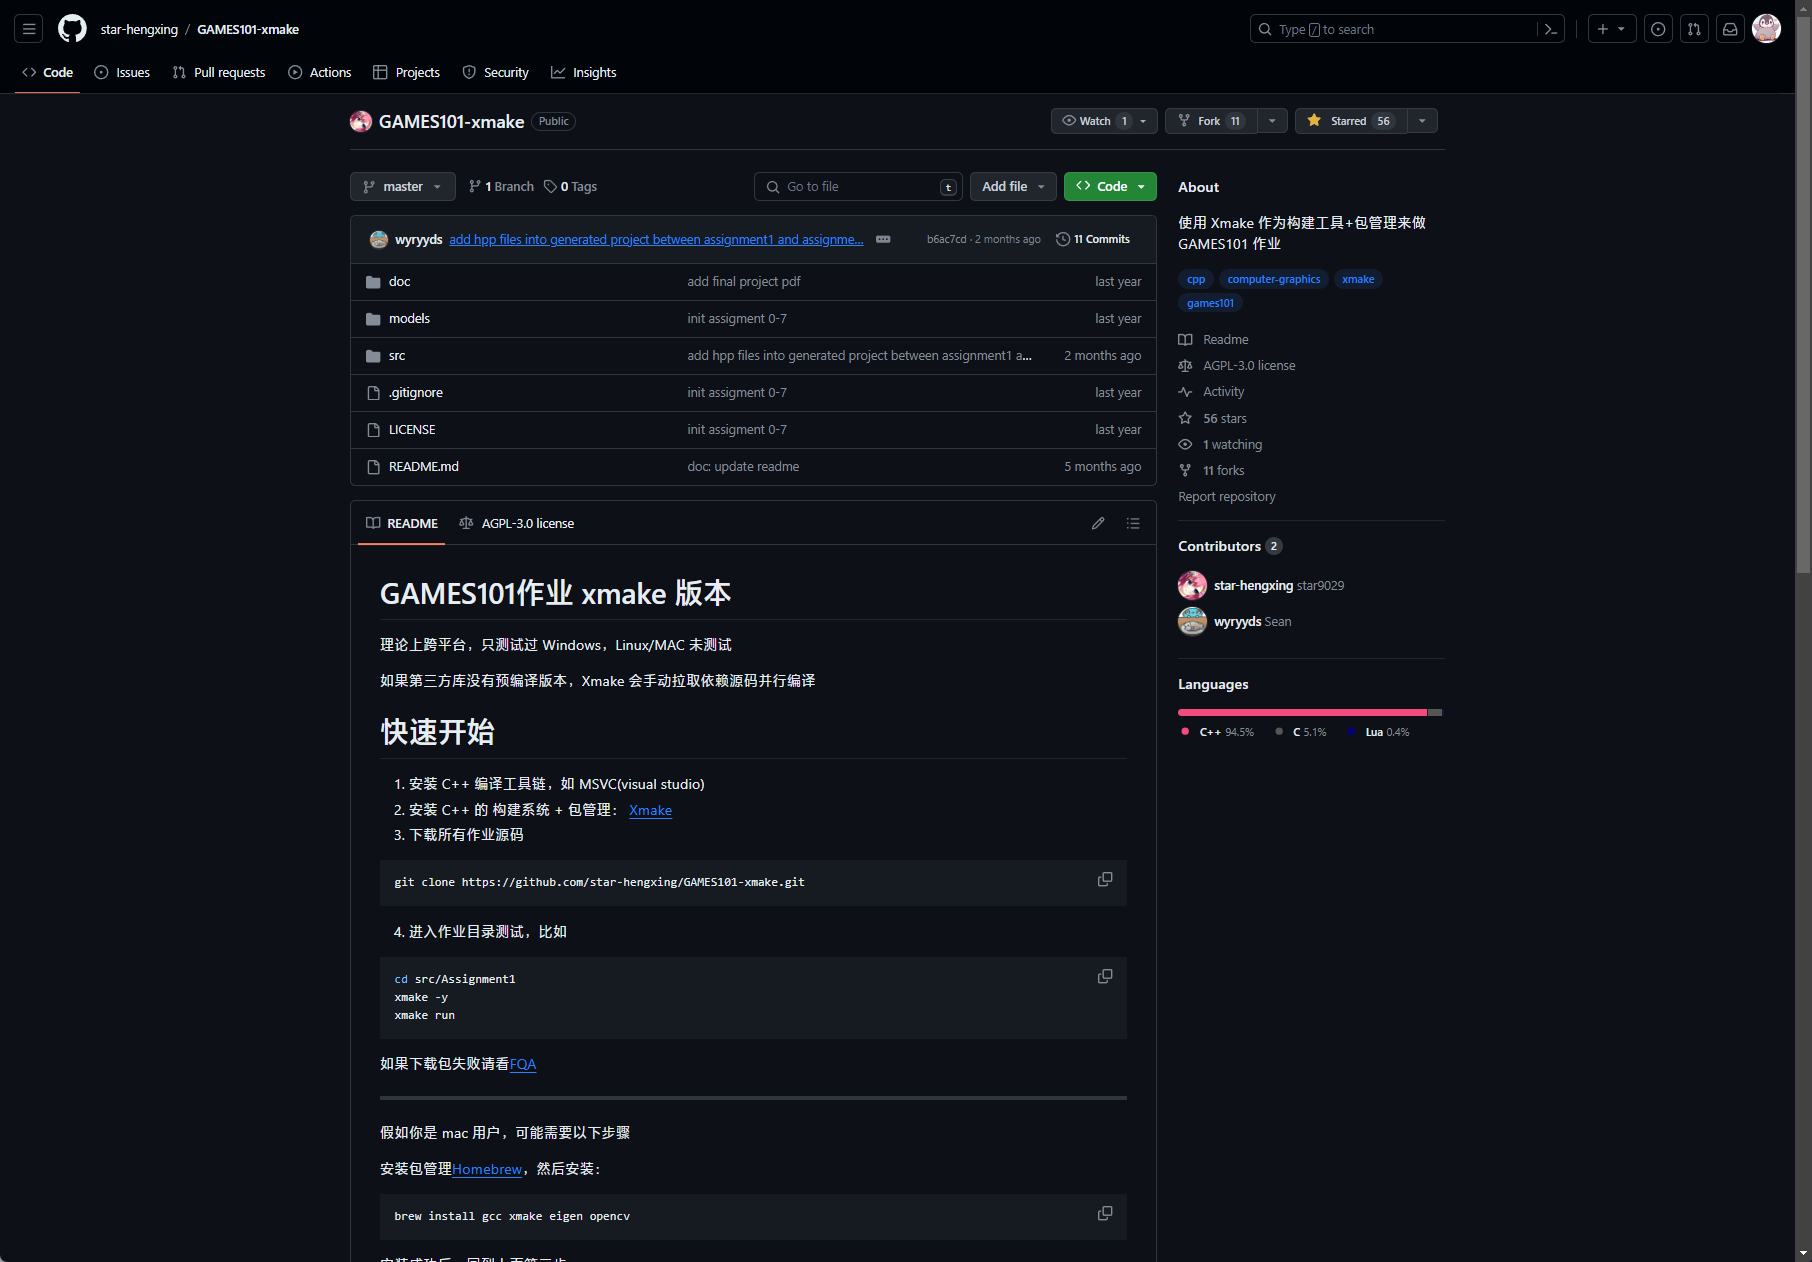 star-hengxing / GAMES101-xmake
Type / to search
Code Issues Pull requests Actions Projects Security Insights
GAMES101-xmake Public
Watch 1 Fork 11 Starred 56
master 1 Branch 0 Tags Go to file t Add file Code
wyryyds add hpp files into generated project between assignment1 and assignme... b6ac7cd · 2 months ago 11 Commits
doc add final project pdf last year
models init assigment 0-7 last year
src add hpp files into generated project between assignment1 a... 2 months ago
.gitignore init assigment 0-7 last year
LICENSE init assigment 0-7 last year
README.md doc: update readme 5 months ago
README AGPL-3.0 license
GAMES101作业 xmake 版本
理论上跨平台，只测试过 Windows，Linux/MAC 未测试
如果第三方库没有预编译版本，Xmake 会手动拉取依赖源码并行编译
快速开始
1. 安装 C++ 编译工具链，如 MSVC(visual studio)
2. 安装 C++ 的 构建系统 + 包管理： Xmake
3. 下载所有作业源码
git clone https://github.com/star-hengxing/GAMES101-xmake.git
4. 进入作业目录测试，比如
cd src/Assignment1
xmake -y
xmake run
如果下载包失败请看FQA
假如你是 mac 用户，可能需要以下步骤
安装包管理Homebrew，然后安装：
brew install gcc xmake eigen opencv
About
使用 Xmake 作为构建工具+包管理来做
GAMES101 作业
cpp computer-graphics xmake
games101
Readme
AGPL-3.0 license
Activity
56 stars
1 watching
11 forks
Report repository
Contributors 2
star-hengxing star9029
wyryyds Sean
Languages
C++ 94.5% C 5.1% Lua 0.4%